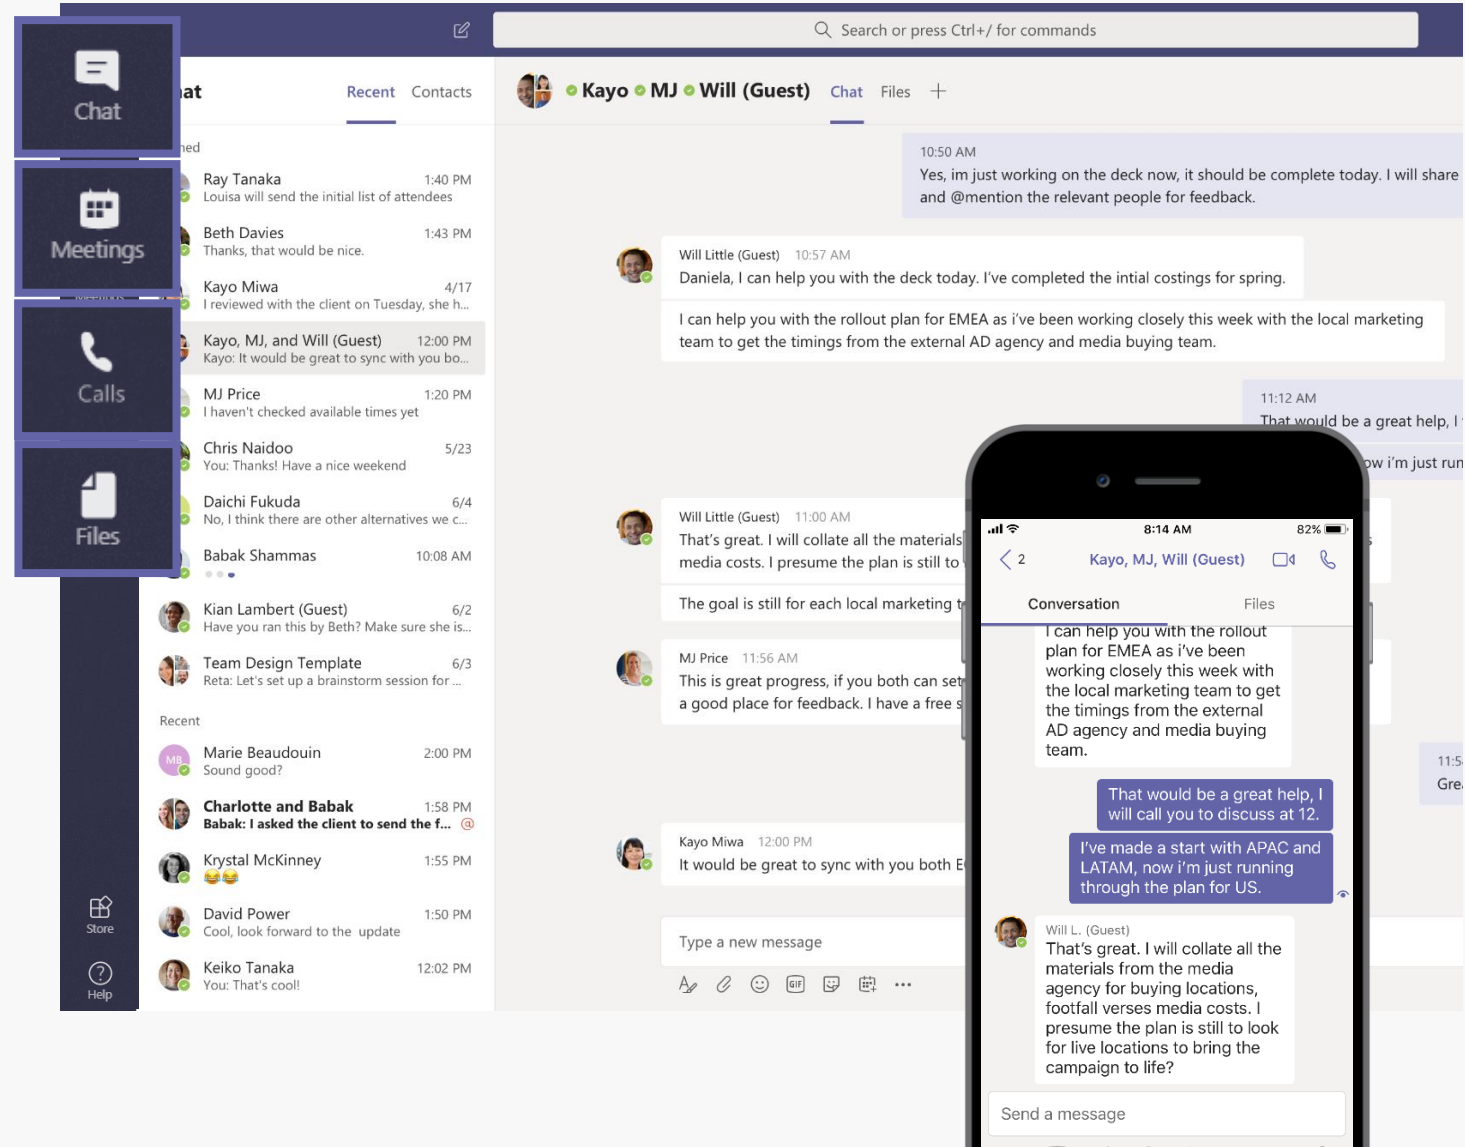 Chat
Meetings
Calls
Files
Store
Help
Search or press Ctrl+/ for commands
Recent Contacts
Ray Tanaka 1:40 PM
Louisa will send the initial list of attendees
Beth Davies 1:43 PM
Thanks, that would be nice.
Kayo Miwa 4/17
I reviewed with the client on Tuesday, she h...
Kayo, MJ, and Will (Guest) 12:00 PM
Kayo: It would be great to sync with you bo...
MJ Price 1:20 PM
I haven't checked available times yet
Chris Naidoo 5/23
You: Thanks! Have a nice weekend
Daichi Fukuda 6/4
No, I think there are other alternatives we c...
Babak Shammas 10:08 AM
Kian Lambert (Guest) 6/2
Have you ran this by Beth? Make sure she is...
Team Design Template 6/3
Reta: Let's set up a brainstorm session for ...
Recent
MB Marie Beaudouin 2:00 PM
Sound good?
Charlotte and Babak 1:58 PM
Babak: I asked the client to send the f... @
Krystal McKinney 1:55 PM
David Power 1:50 PM
Cool, look forward to the update
Keiko Tanaka 12:02 PM
You: That's cool!
Kayo MJ Will (Guest) Chat Files
10:50 AM
Yes, im just working on the deck now, it should be complete today. I will share
and @mention the relevant people for feedback.
Will Little (Guest) 10:57 AM
Daniela, I can help you with the deck today. I've completed the intial costings for spring.
I can help you with the rollout plan for EMEA as i've been working closely this week with the local marketing
team to get the timings from the external AD agency and media buying team.
11:12 AM
That would be a great help, I
i'm just run
Will Little (Guest) 11:00 AM
That's great. I will collate all the materials
media costs. I presume the plan is still to
The goal is still for each local marketing
MJ Price 11:56 AM
This is great progress, if you both can set
a good place for feedback. I have a free
Kayo Miwa 12:00 PM
It would be great to sync with you both
Type a new message
GIF
8:14 AM 82%
2 Kayo, MJ, Will (Guest)
Conversation Files
I can help you with the rollout
plan for EMEA as i've been
working closely this week with
the local marketing team to get
the timings from the external
AD agency and media buying
team.
That would be a great help, I
will call you to discuss at 12.
I've made a start with APAC and
LATAM, now i'm just running
through the plan for US.
Will L. (Guest)
That's great. I will collate all the
materials from the media
agency for buying locations,
footfall verses media costs. I
presume the plan is still to look
for live locations to bring the
campaign to life?
Send a message